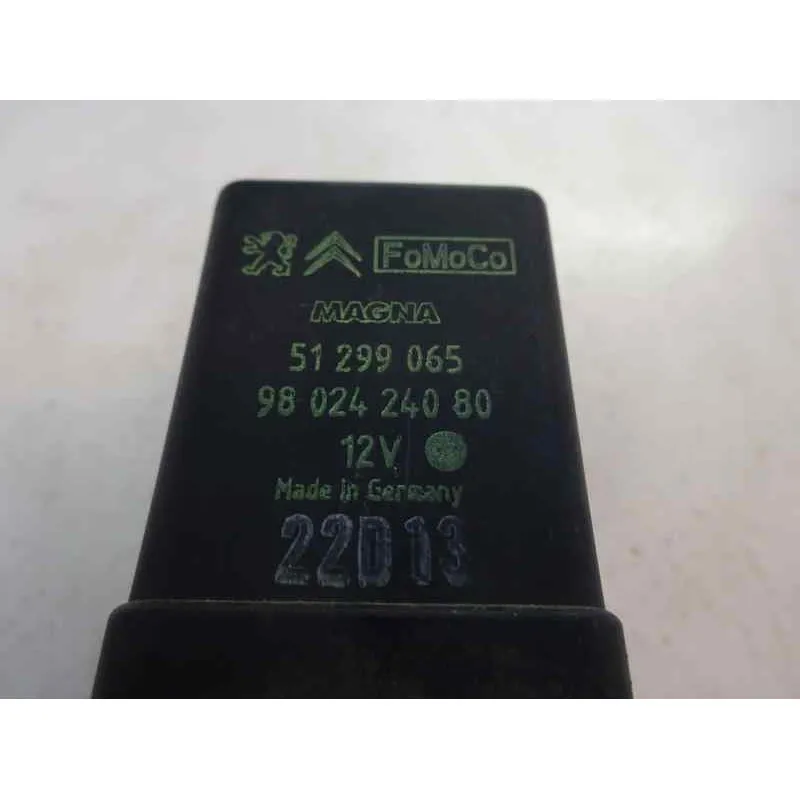 FoMoCo
MAGNA
51 299 065
98 024 240 80
12V
Made in Germany
22D13